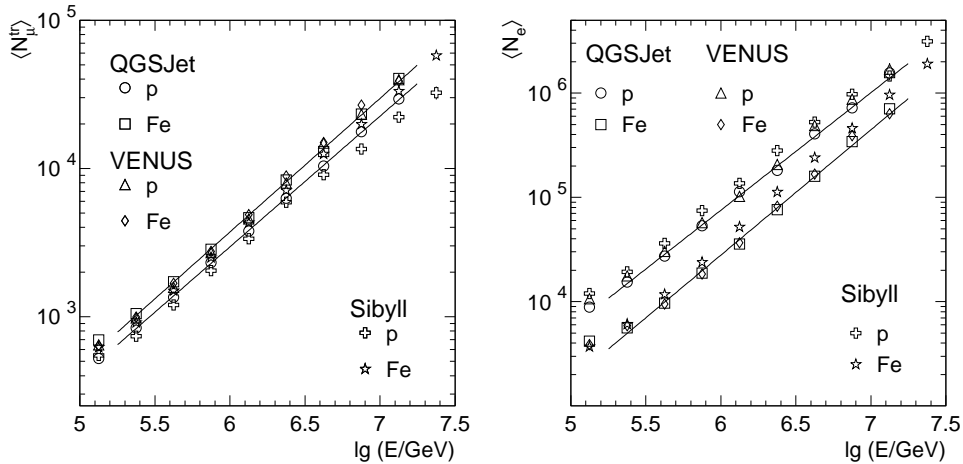 ⟨N_μ^tr⟩
10^5
10^4
10^3
QGSJet
p
Fe
VENUS
p
Fe
Sibyll
p
Fe
5 5.5 6 6.5 7 7.5
lg (E/GeV)
⟨N_e⟩
10^6
10^5
10^4
QGSJet VENUS
p p
Fe Fe
Sibyll
p
Fe
5 5.5 6 6.5 7 7.5
lg (E/GeV)